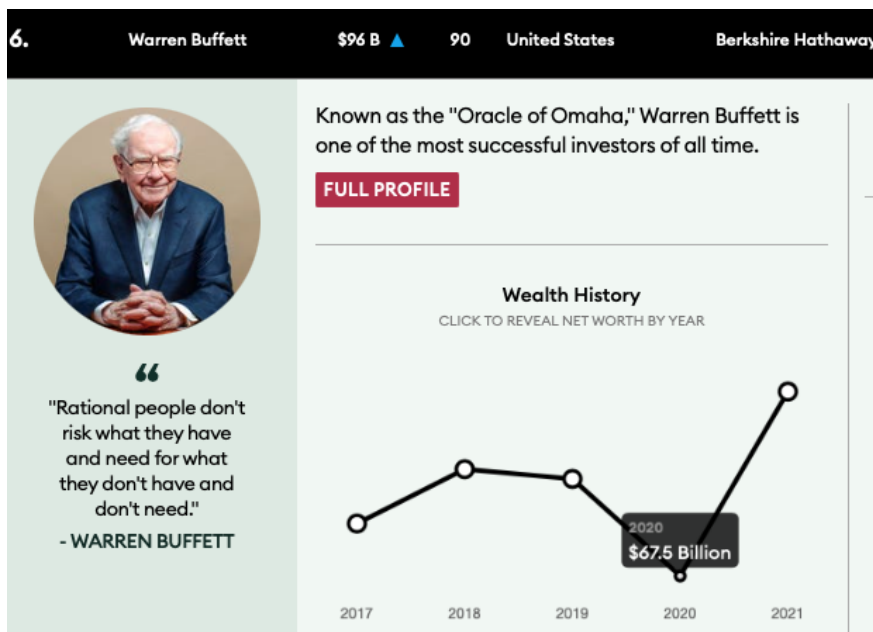 6. Warren Buffett $96 B 90 United States Berkshire Hathaway
Known as the "Oracle of Omaha," Warren Buffett is
one of the most successful investors of all time.
FULL PROFILE
Wealth History
CLICK TO REVEAL NET WORTH BY YEAR
"Rational people don't
risk what they have
and need for what
they don't have and
don't need."
- WARREN BUFFETT
2020
$67.5 Billion
2017 2018 2019 2020 2021